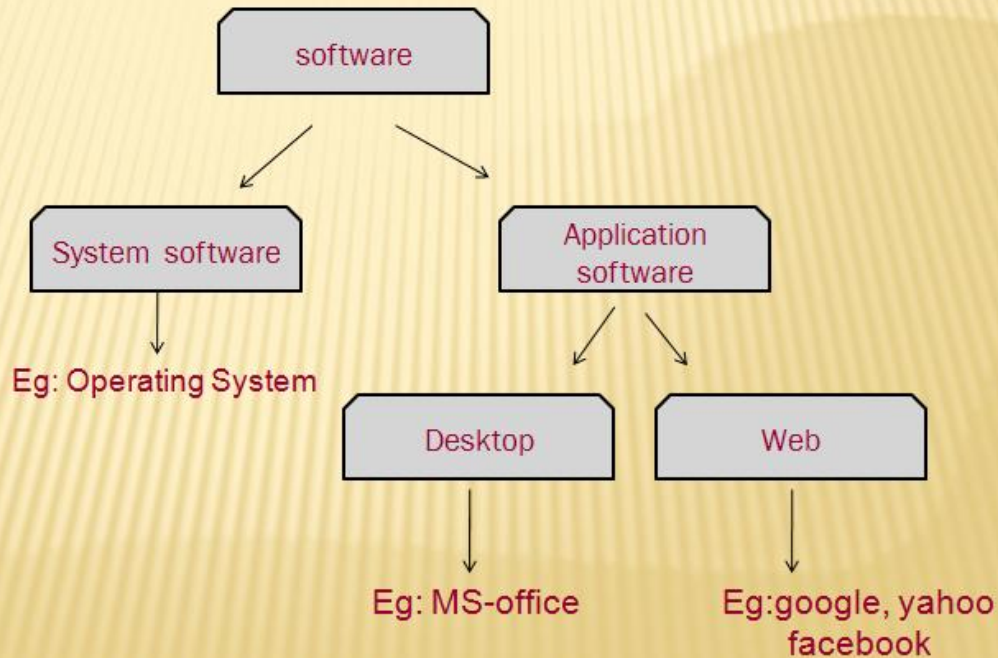 software
System software
Application
software
Eg: Operating System
Desktop
Web
Eg: MS-office
Eg:google, yahoo
facebook